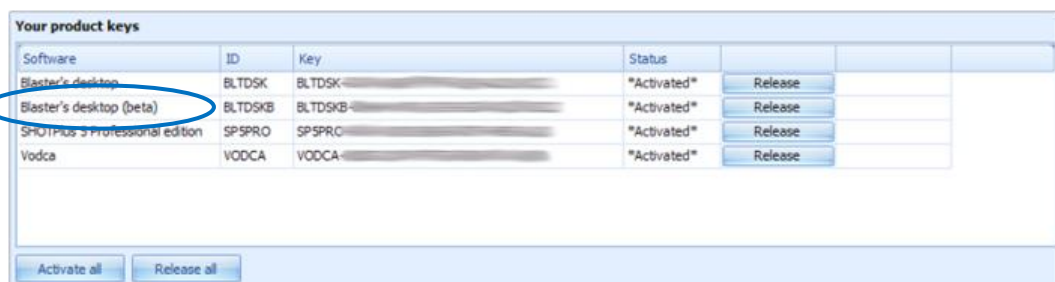 Your product keys
Software ID Key Status
Blaster's desktop BLTDSK BLTDSK- *Activated* Release
Blaster's desktop (beta) BLTDSKB BLTDSKB- *Activated* Release
SHOTPlus 5 Professional edition SP5PRO SP5PRO *Activated* Release
Vodca VODCA VODCA- *Activated* Release
Activate all Release all